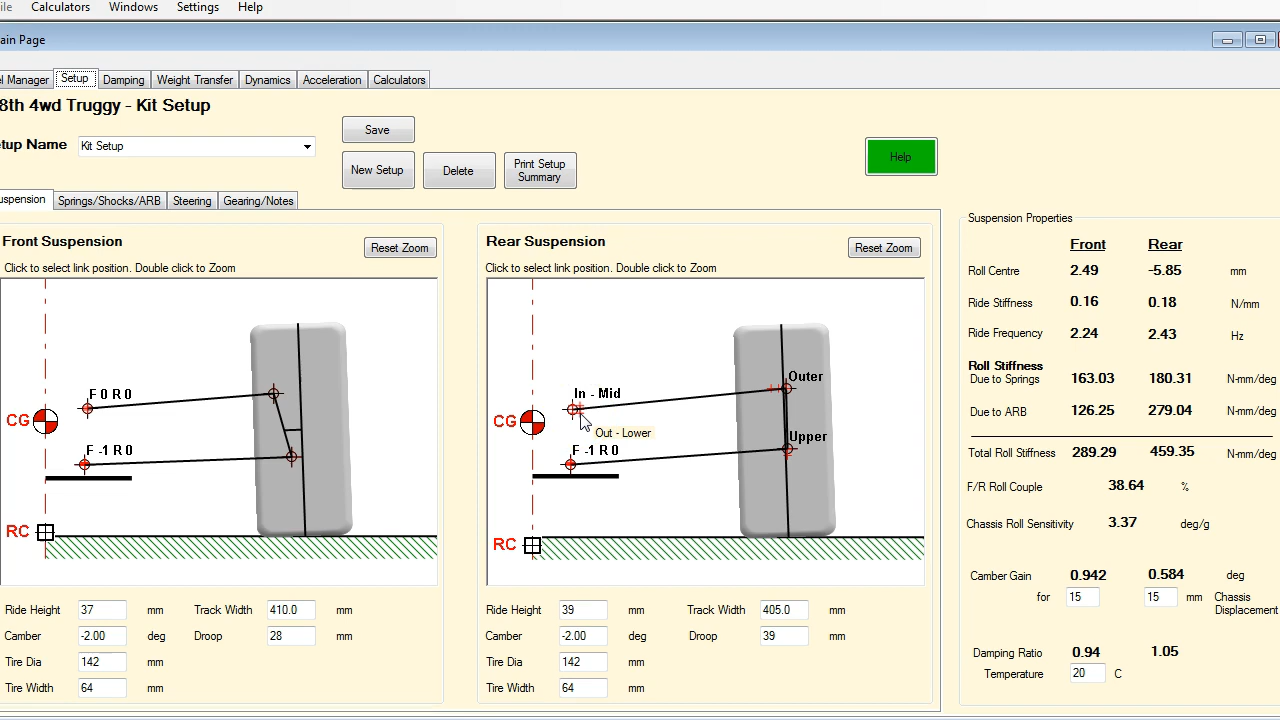 ile Calculators Windows Settings Help
ain Page
el Manager Setup Damping Weight Transfer Dynamics Acceleration Calculators
8th 4wd Truggy - Kit Setup
Save
etup Name Kit Setup
New Setup Delete Print Setup Summary Help
uspension Springs/Shocks/ARB Steering Gearing/Notes
Front Suspension Reset Zoom
Click to select link position. Double click to Zoom
F 0 R 0
CG
F -1 R 0
RC
Ride Height 37 mm Track Width 410.0 mm
Camber -2.00 deg Droop 28 mm
Tire Dia 142 mm
Tire Width 64 mm
Rear Suspension Reset Zoom
Click to select link position. Double click to Zoom
Outer
In - Mid
CG
Out - Lower
Upper
F -1 R 0
RC
Ride Height 39 mm Track Width 405.0 mm
Camber -2.00 deg Droop 39 mm
Tire Dia 142 mm
Tire Width 64 mm
Suspension Properties
Front Rear
Roll Centre 2.49 -5.85 mm
Ride Stiffness 0.16 0.18 N/mm
Ride Frequency 2.24 2.43 Hz
Roll Stiffness
Due to Springs 163.03 180.31 N-mm/deg
Due to ARB 126.25 279.04 N-mm/deg
Total Roll Stiffness 289.29 459.35 N-mm/deg
F/R Roll Couple 38.64 %
Chassis Roll Sensitivity 3.37 deg/g
Camber Gain 0.942 0.584 deg
for 15 15 mm Chassis
Displacement
Damping Ratio 0.94 1.05
Temperature 20 C